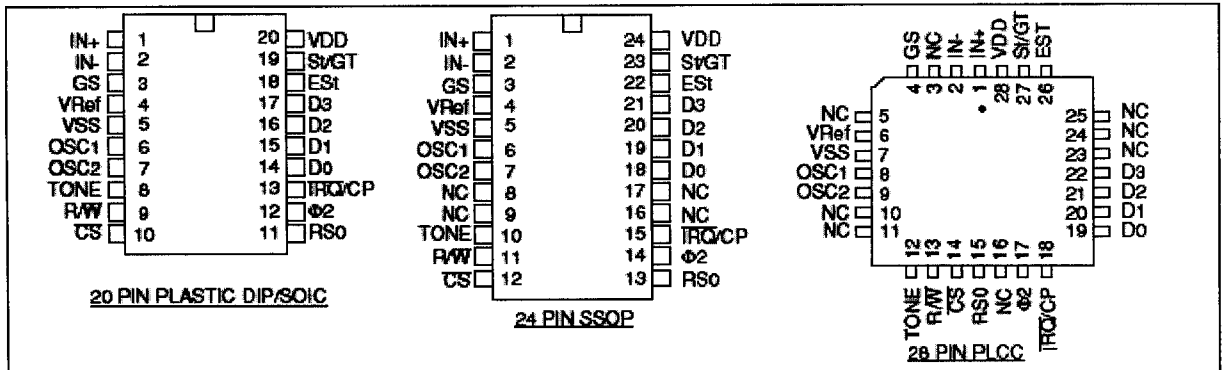 IN+ 1 20 VDD
IN- 2 19 St/GT
GS 3 18 ESt
VRef 4 17 D3
VSS 5 16 D2
OSC1 6 15 D1
OSC2 7 14 D0
TONE 8 13 IRQ/CP
R/W 9 12 Φ2
CS 10 11 RS0
20 PIN PLASTIC DIP/SOIC
IN+ 1 24 VDD
IN- 2 23 St/GT
GS 3 22 ESt
VRef 4 21 D3
VSS 5 20 D2
OSC1 6 19 D1
OSC2 7 18 D0
NC 8 17 NC
NC 9 16 NC
TONE 10 15 IRQ/CP
R/W 11 14 Φ2
CS 12 13 RS0
24 PIN SSOP
GS NC IN- IN+ VDD St/GT EST
4 3 2 1 28 27 26
NC 5 25 NC
VRef 6 24 NC
VSS 7 23 NC
OSC1 8 22 D3
OSC2 9 21 D2
NC 10 20 D1
NC 11 19 D0
12 13 14 15 16 17 18
TONE R/W CS RS0 NC Φ2 IRQ/CP
28 PIN PLCC